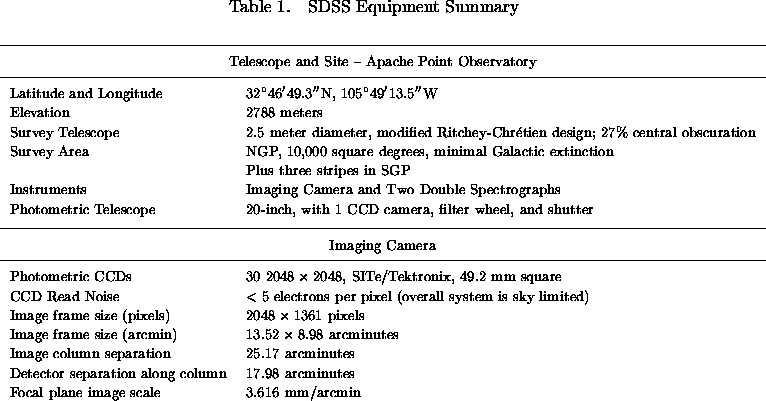 Table 1. SDSS Equipment Summary
Telescope and Site – Apache Point Observatory
Latitude and Longitude 32°46′49.3″N, 105°49′13.5″W
Elevation 2788 meters
Survey Telescope 2.5 meter diameter, modified Ritchey-Chrétien design; 27% central obscuration
Survey Area NGP, 10,000 square degrees, minimal Galactic extinction
Plus three stripes in SGP
Instruments Imaging Camera and Two Double Spectrographs
Photometric Telescope 20-inch, with 1 CCD camera, filter wheel, and shutter
Imaging Camera
Photometric CCDs 30 2048 × 2048, SITe/Tektronix, 49.2 mm square
CCD Read Noise < 5 electrons per pixel (overall system is sky limited)
Image frame size (pixels) 2048 × 1361 pixels
Image frame size (arcmin) 13.52 × 8.98 arcminutes
Image column separation 25.17 arcminutes
Detector separation along column 17.98 arcminutes
Focal plane image scale 3.616 mm/arcmin